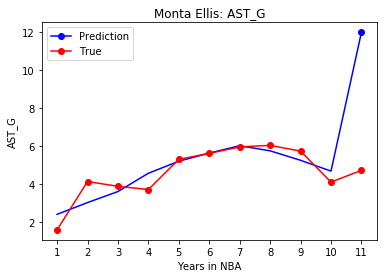 Monta Ellis: AST_G
Prediction
True
AST_G
12
10
8
6
4
2
1 2 3 4 5 6 7 8 9 10 11
Years in NBA